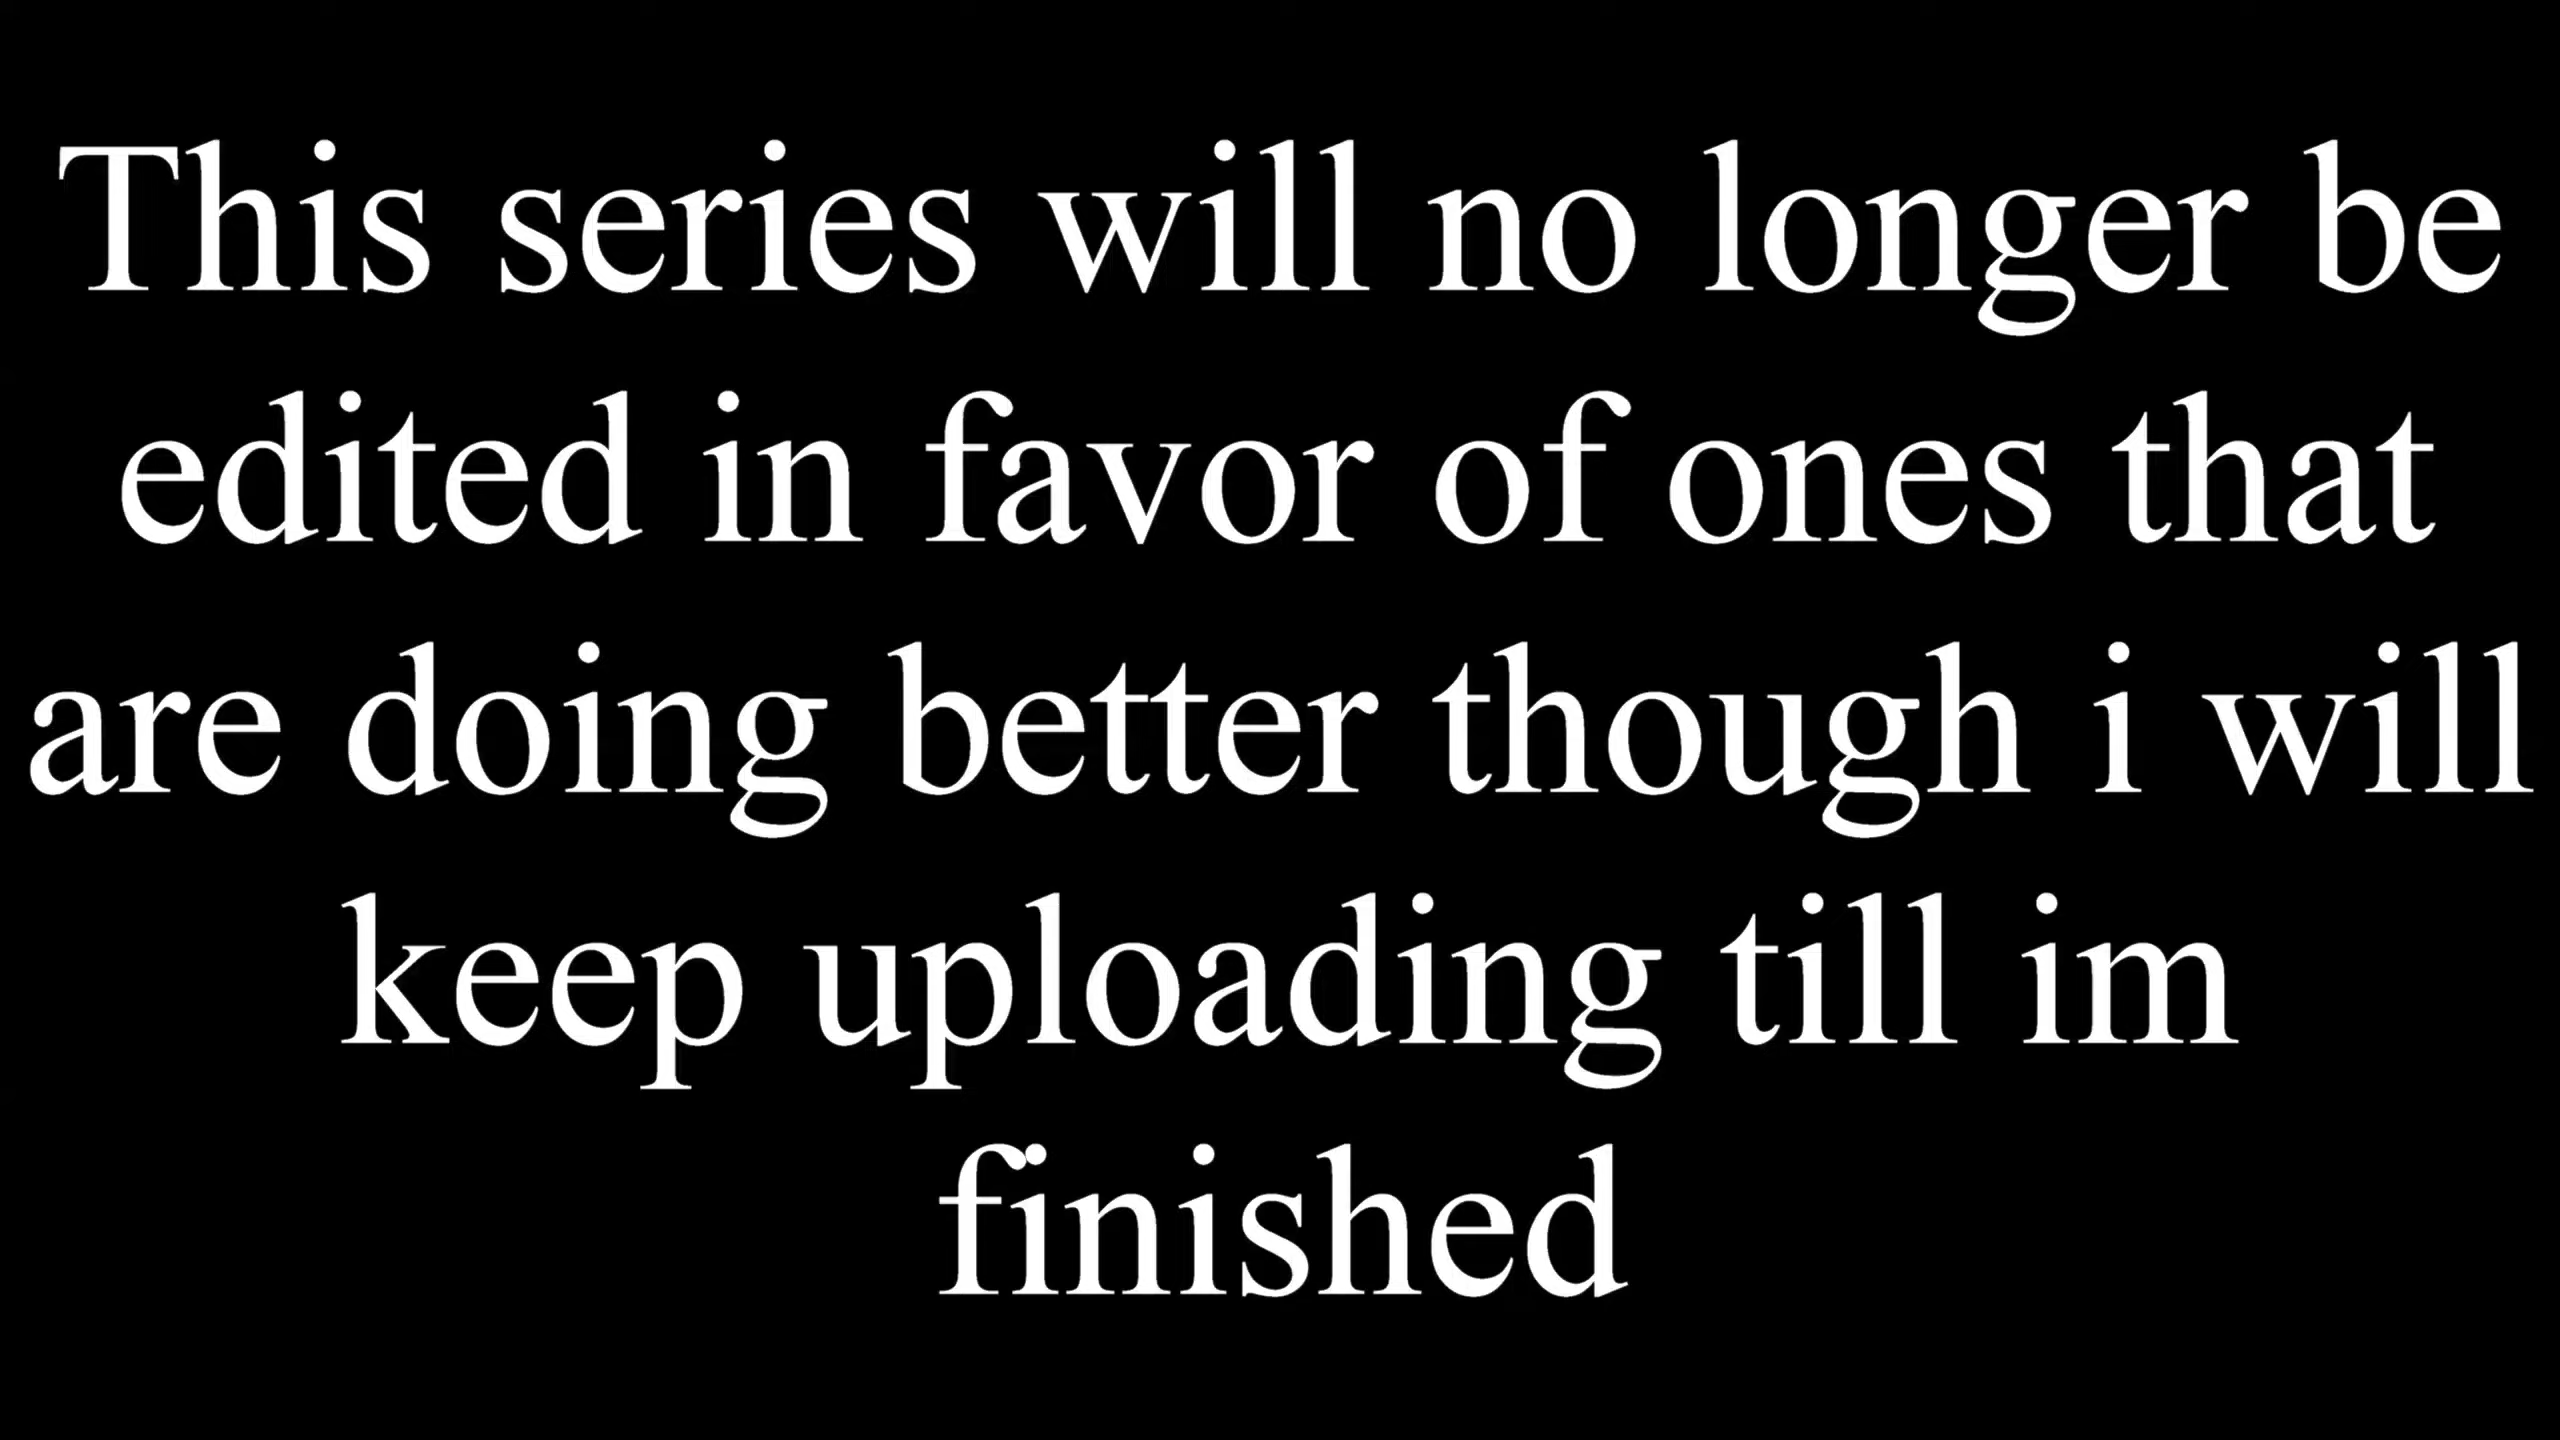 This series will no longer be
edited in favor of ones that
are doing better though i will
keep uploading till im
finished